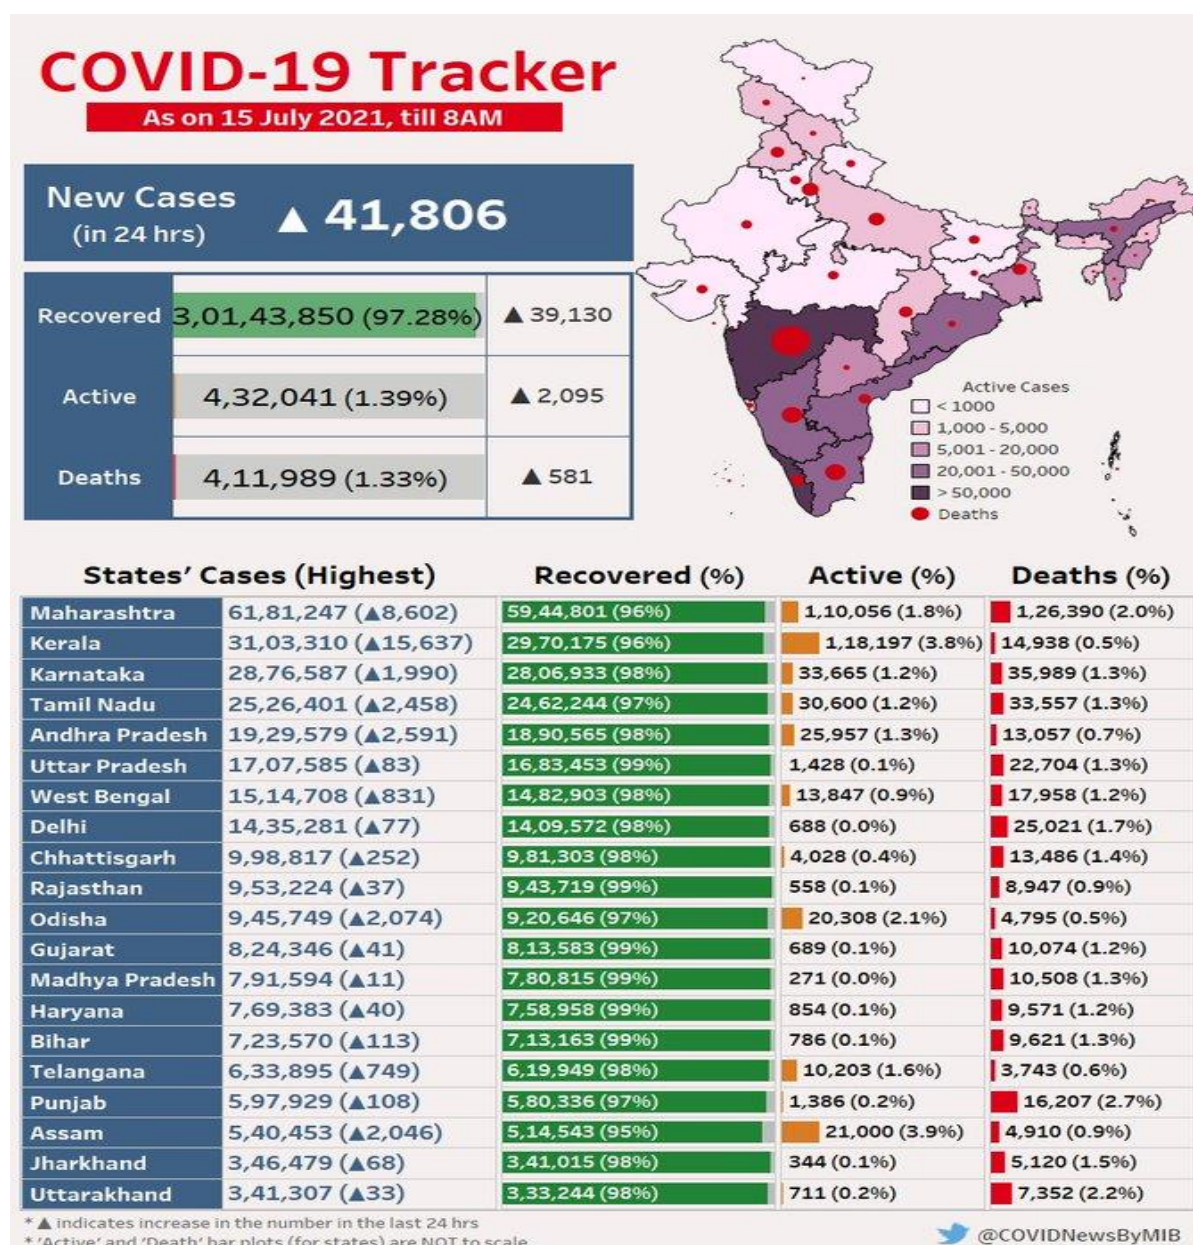 COVID-19 Tracker
As on 15 July 2021, till 8AM
New Cases
(in 24 hrs)
▲ 41,806
Recovered 3,01,43,850 (97.28%) ▲ 39,130
Active 4,32,041 (1.39%) ▲ 2,095
Deaths 4,11,989 (1.33%) ▲ 581
Active Cases
< 1000
1,000 - 5,000
5,001 - 20,000
20,001 - 50,000
> 50,000
Deaths
States’ Cases (Highest) Recovered (%) Active (%) Deaths (%)
Maharashtra 61,81,247 (▲8,602) 59,44,801 (96%) 1,10,056 (1.8%) 1,26,390 (2.0%)
Kerala 31,03,310 (▲15,637) 29,70,175 (96%) 1,18,197 (3.8%) 14,938 (0.5%)
Karnataka 28,76,587 (▲1,990) 28,06,933 (98%) 33,665 (1.2%) 35,989 (1.3%)
Tamil Nadu 25,26,401 (▲2,458) 24,62,244 (97%) 30,600 (1.2%) 33,557 (1.3%)
Andhra Pradesh 19,29,579 (▲2,591) 18,90,565 (98%) 25,957 (1.3%) 13,057 (0.7%)
Uttar Pradesh 17,07,585 (▲83) 16,83,453 (99%) 1,428 (0.1%) 22,704 (1.3%)
West Bengal 15,14,708 (▲831) 14,82,903 (98%) 13,847 (0.9%) 17,958 (1.2%)
Delhi 14,35,281 (▲77) 14,09,572 (98%) 688 (0.0%) 25,021 (1.7%)
Chhattisgarh 9,98,817 (▲252) 9,81,303 (98%) 4,028 (0.4%) 13,486 (1.4%)
Rajasthan 9,53,224 (▲37) 9,43,719 (99%) 558 (0.1%) 8,947 (0.9%)
Odisha 9,45,749 (▲2,074) 9,20,646 (97%) 20,308 (2.1%) 4,795 (0.5%)
Gujarat 8,24,346 (▲41) 8,13,583 (99%) 689 (0.1%) 10,074 (1.2%)
Madhya Pradesh 7,91,594 (▲11) 7,80,815 (99%) 271 (0.0%) 10,508 (1.3%)
Haryana 7,69,383 (▲40) 7,58,958 (99%) 854 (0.1%) 9,571 (1.2%)
Bihar 7,23,570 (▲113) 7,13,163 (99%) 786 (0.1%) 9,621 (1.3%)
Telangana 6,33,895 (▲749) 6,19,949 (98%) 10,203 (1.6%) 3,743 (0.6%)
Punjab 5,97,929 (▲108) 5,80,336 (97%) 1,386 (0.2%) 16,207 (2.7%)
Assam 5,40,453 (▲2,046) 5,14,543 (95%) 21,000 (3.9%) 4,910 (0.9%)
Jharkhand 3,46,479 (▲68) 3,41,015 (98%) 344 (0.1%) 5,120 (1.5%)
Uttarakhand 3,41,307 (▲33) 3,33,244 (98%) 711 (0.2%) 7,352 (2.2%)
* ▲ indicates increase in the number in the last 24 hrs
* 'Active' and 'Death' bar plots (for states) are NOT to scale
@COVIDNewsByMIB